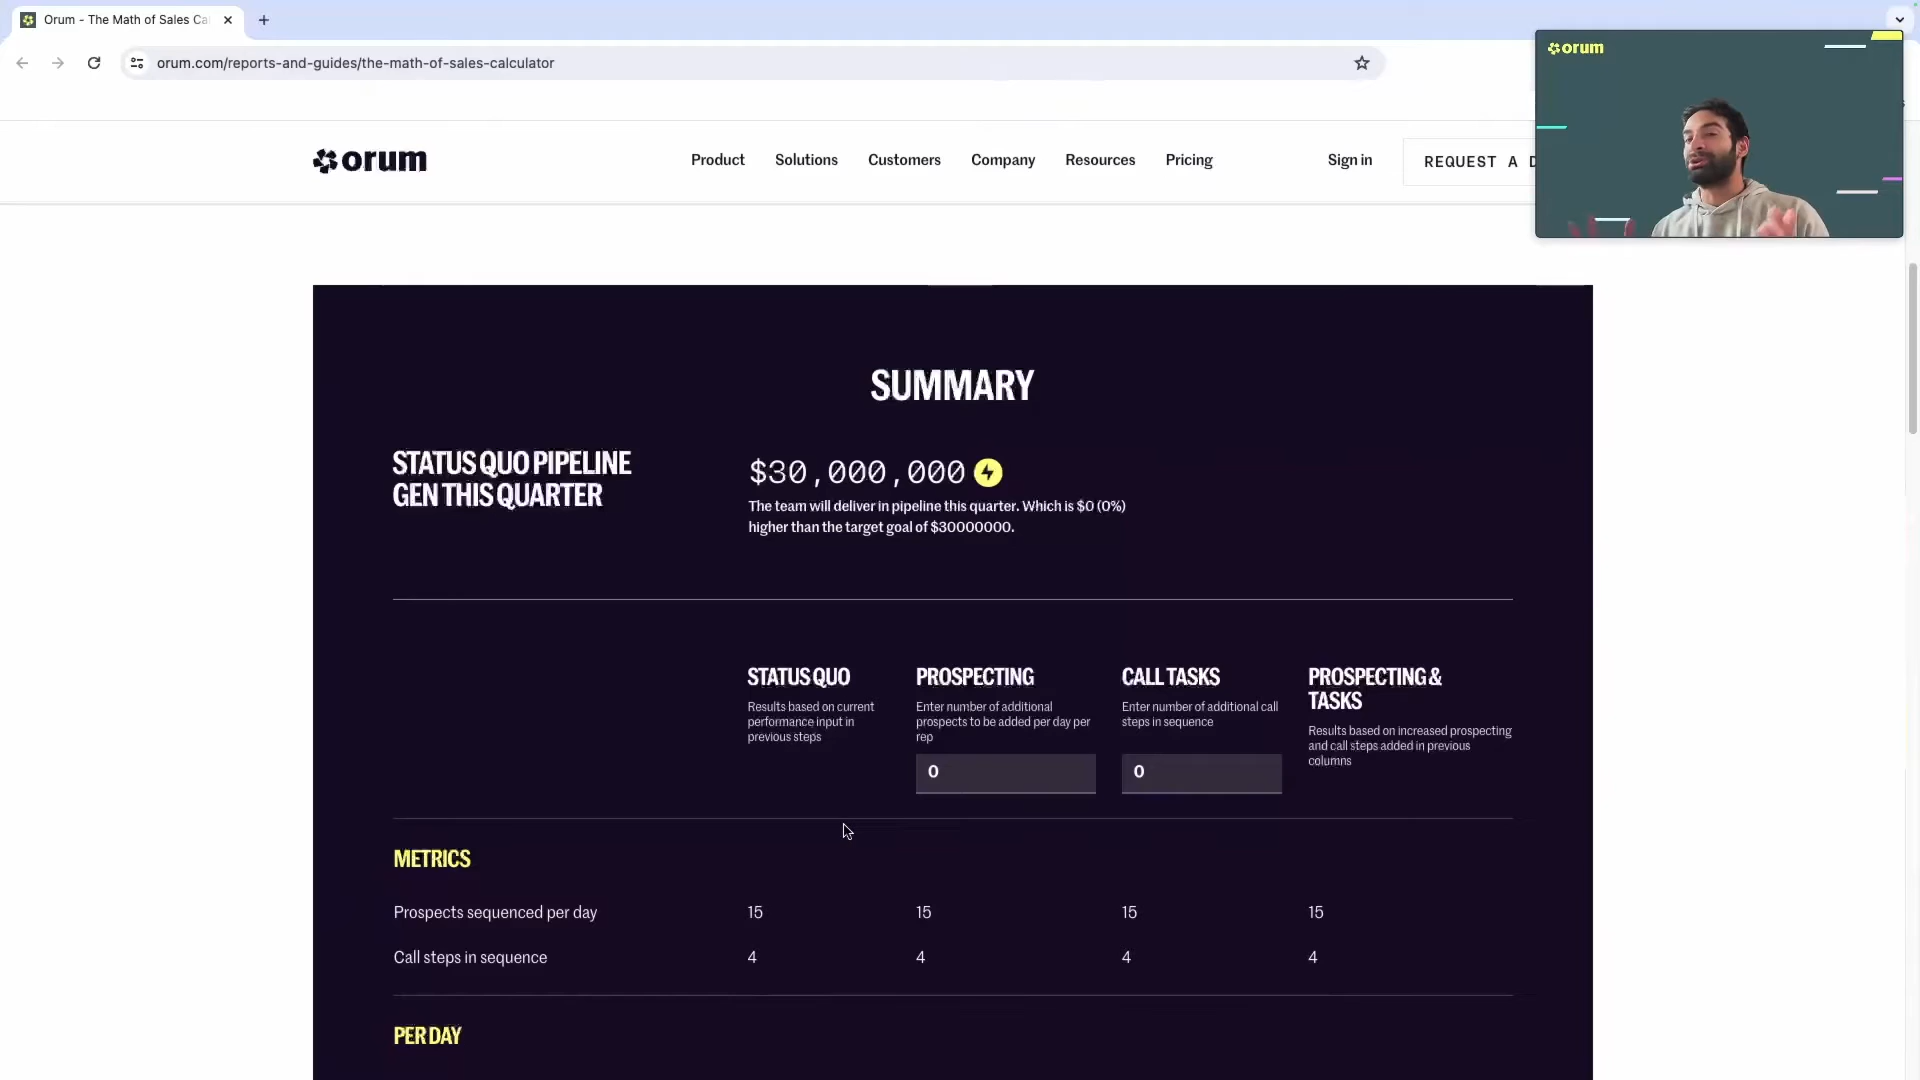 Orum - The Math of Sales Ca
orum.com/reports-and-guides/the-math-of-sales-calculator
orum
orum
Product
Solutions
Customers
Company
Resources
Pricing
Sign in
REQUEST A D
SUMMARY
STATUS QUO PIPELINE
GEN THIS QUARTER
$30,000,000
The team will deliver in pipeline this quarter. Which is $0 (0%)
higher than the target goal of $30000000.
STATUS QUO
Results based on current
performance input in
previous steps
PROSPECTING
Enter number of additional
prospects to be added per day per
rep
0
CALL TASKS
Enter number of additional call
steps in sequence
0
PROSPECTING &
TASKS
Results based on increased prospecting
and call steps added in previous
columns
METRICS
Prospects sequenced per day 15 15 15 15
Call steps in sequence 4 4 4 4
PER DAY